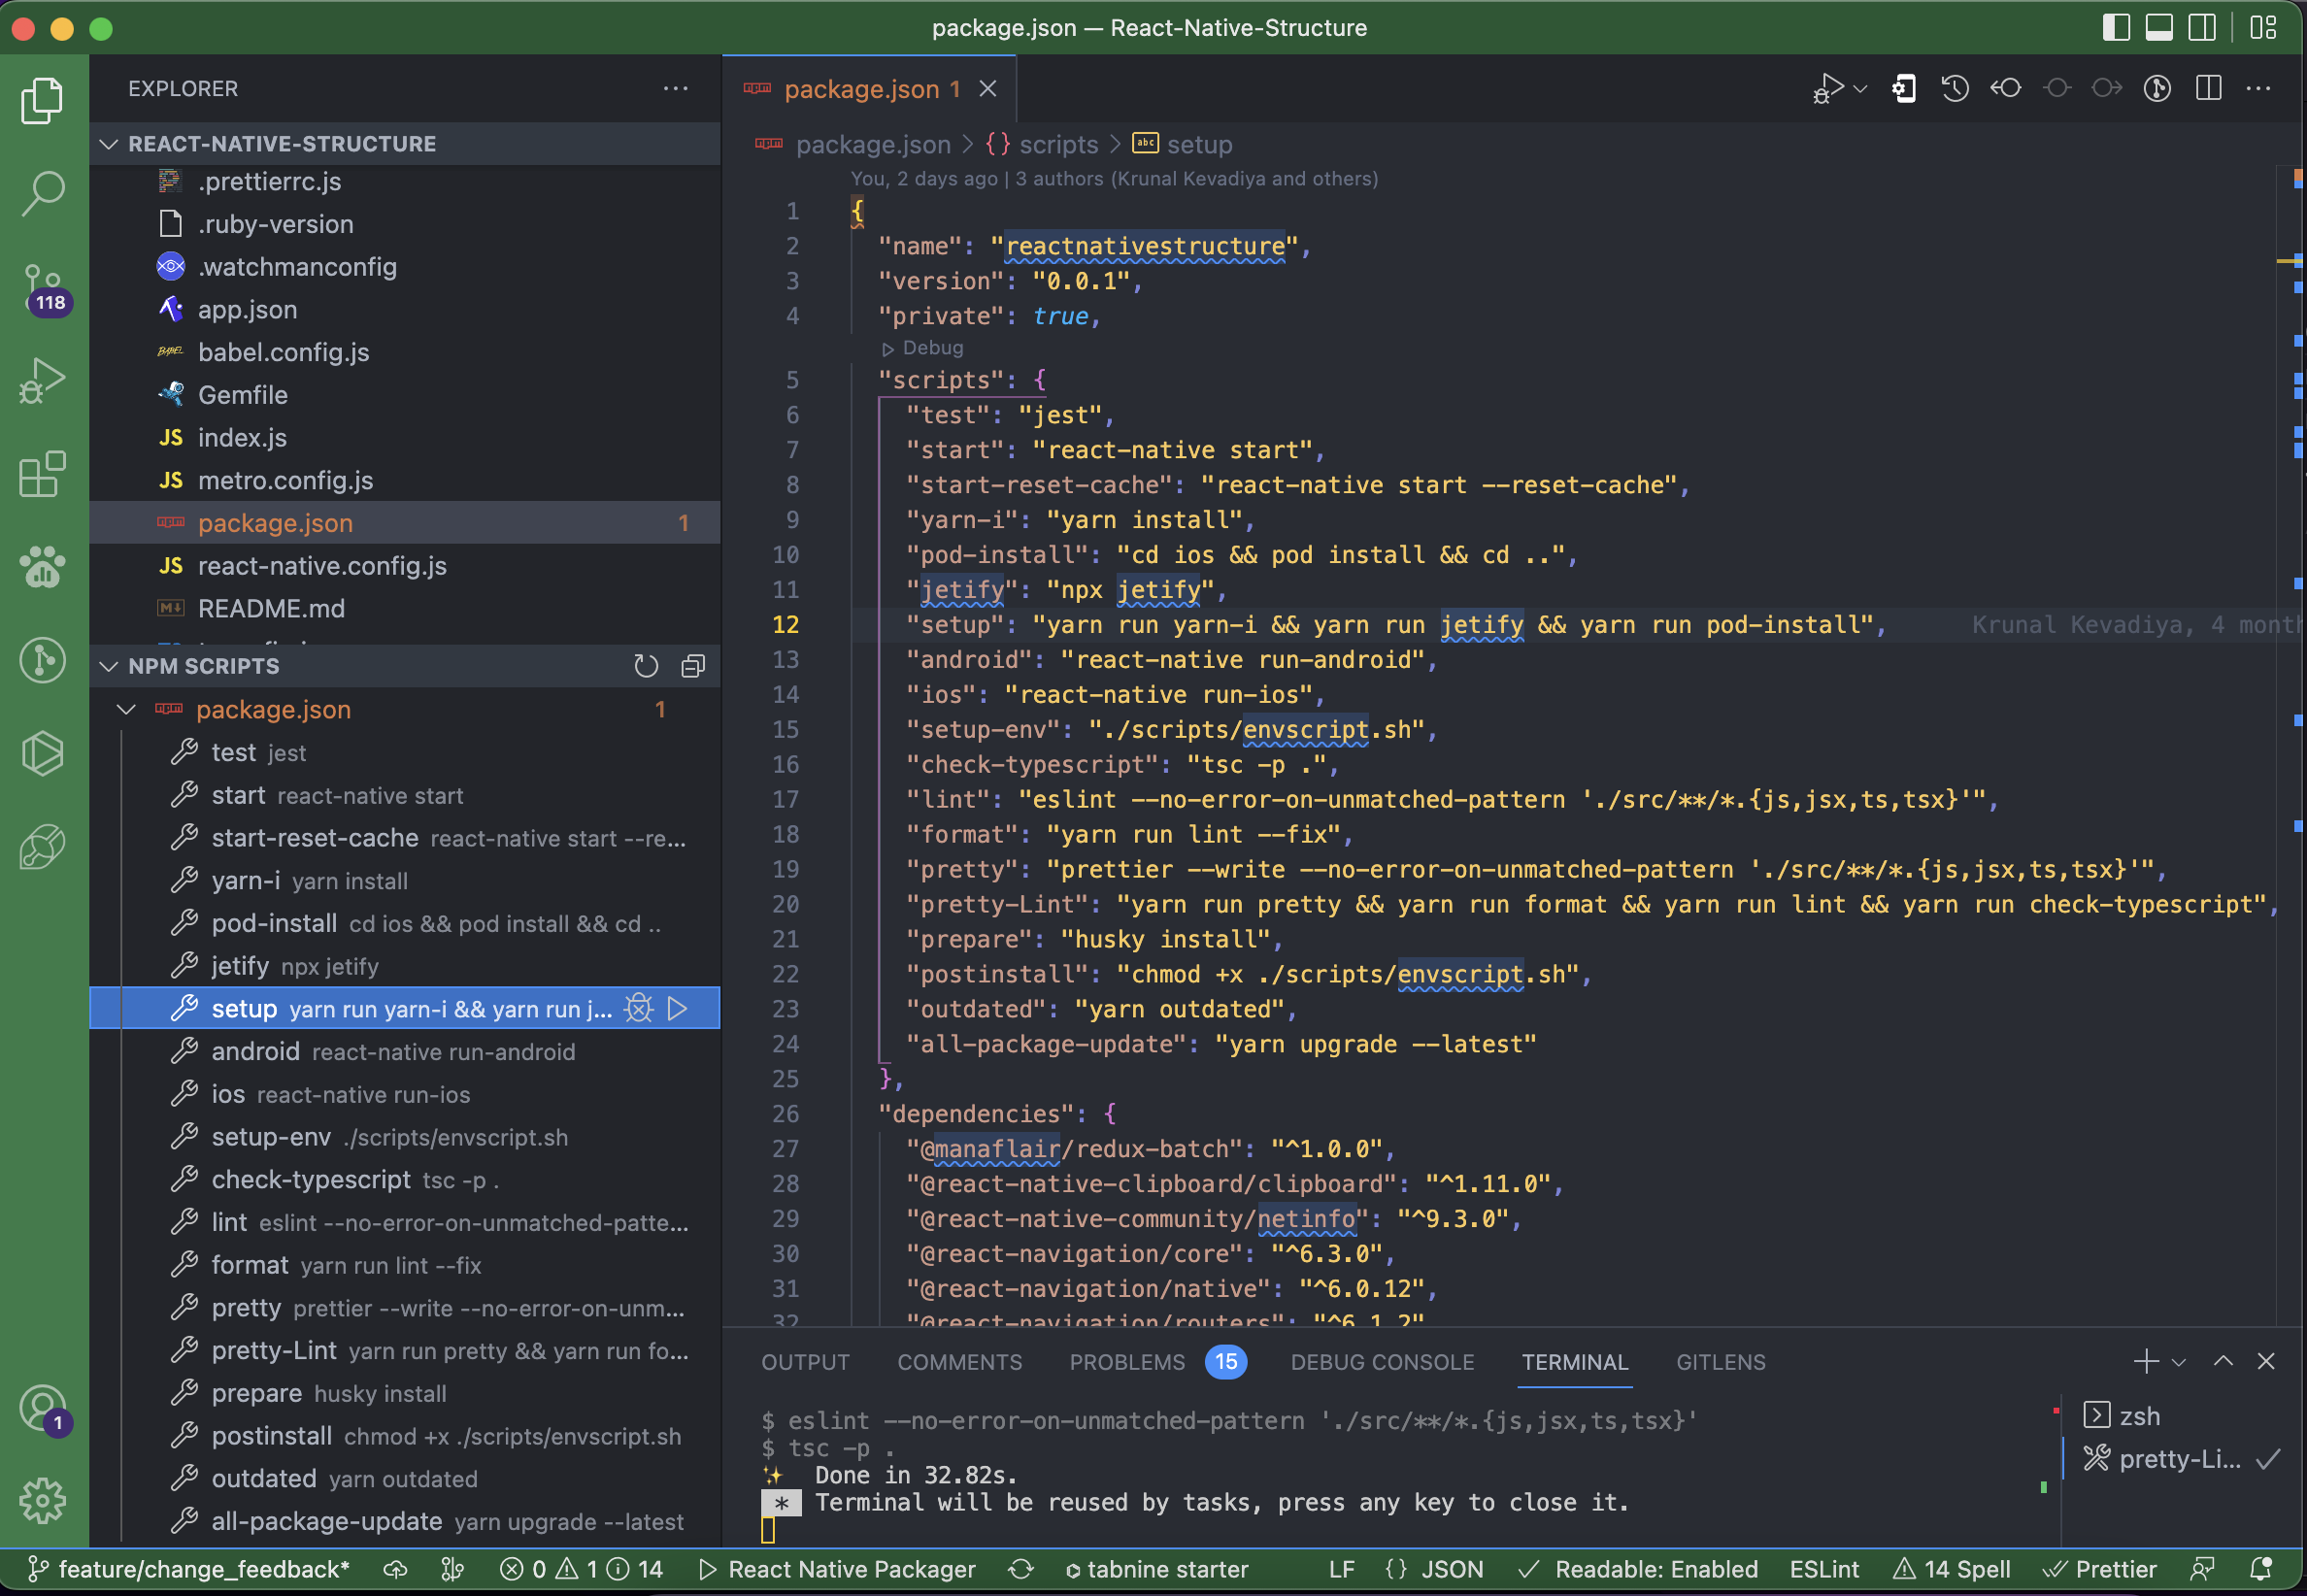 package.json — React-Native-Structure
EXPLORER
REACT-NATIVE-STRUCTURE
.prettierrc.js
.ruby-version
.watchmanconfig
app.json
BABEL babel.config.js
Gemfile
JS index.js
JS metro.config.js
package.json 1
JS react-native.config.js
M↓ README.md
118
1
NPM SCRIPTS
package.json 1
test jest
start react-native start
start-reset-cache react-native start --re...
yarn-i yarn install
pod-install cd ios && pod install && cd ..
jetify npx jetify
setup yarn run yarn-i && yarn run j...
android react-native run-android
ios react-native run-ios
setup-env ./scripts/envscript.sh
check-typescript tsc -p .
lint eslint --no-error-on-unmatched-patte...
format yarn run lint --fix
pretty prettier --write --no-error-on-unm...
pretty-Lint yarn run pretty && yarn run fo...
prepare husky install
postinstall chmod +x ./scripts/envscript.sh
outdated yarn outdated
all-package-update yarn upgrade --latest
package.json 1
package.json > {} scripts > abc setup
You, 2 days ago | 3 authors (Krunal Kevadiya and others)
1 {
2 "name": "reactnativestructure",
3 "version": "0.0.1",
4 "private": true,
Debug
5 "scripts": {
6 "test": "jest",
7 "start": "react-native start",
8 "start-reset-cache": "react-native start --reset-cache",
9 "yarn-i": "yarn install",
10 "pod-install": "cd ios && pod install && cd ..",
11 "jetify": "npx jetify",
12 "setup": "yarn run yarn-i && yarn run jetify && yarn run pod-install", Krunal Kevadiya, 4 month
13 "android": "react-native run-android",
14 "ios": "react-native run-ios",
15 "setup-env": "./scripts/envscript.sh",
16 "check-typescript": "tsc -p .",
17 "lint": "eslint --no-error-on-unmatched-pattern './src/**/*.{js,jsx,ts,tsx}'",
18 "format": "yarn run lint --fix",
19 "pretty": "prettier --write --no-error-on-unmatched-pattern './src/**/*.{js,jsx,ts,tsx}'",
20 "pretty-Lint": "yarn run pretty && yarn run format && yarn run lint && yarn run check-typescript",
21 "prepare": "husky install",
22 "postinstall": "chmod +x ./scripts/envscript.sh",
23 "outdated": "yarn outdated",
24 "all-package-update": "yarn upgrade --latest"
25 },
26 "dependencies": {
27 "@manaflair/redux-batch": "^1.0.0",
28 "@react-native-clipboard/clipboard": "^1.11.0",
29 "@react-native-community/netinfo": "^9.3.0",
30 "@react-navigation/core": "^6.3.0",
31 "@react-navigation/native": "^6.0.12",
32 "@react-navigation/routers": "^6.1.2"
OUTPUT COMMENTS PROBLEMS 15 DEBUG CONSOLE TERMINAL GITLENS
$ eslint --no-error-on-unmatched-pattern './src/**/*.{js,jsx,ts,tsx}'
$ tsc -p .
✨ Done in 32.82s.
* Terminal will be reused by tasks, press any key to close it.
zsh
pretty-Li...
feature/change_feedback* 0 1 14 React Native Packager tabnine starter LF {} JSON Readable: Enabled ESLint 14 Spell Prettier